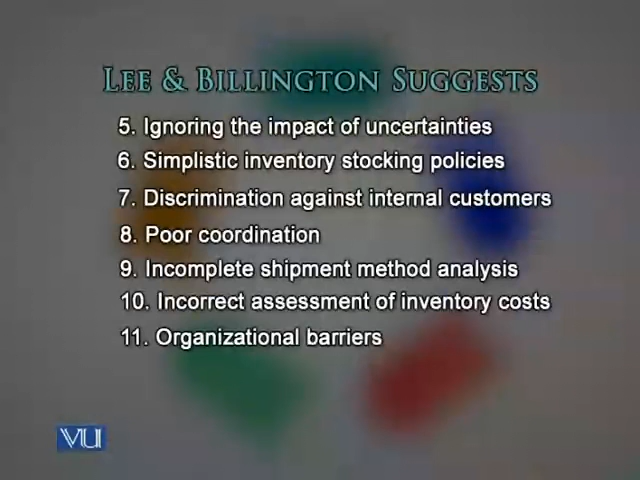 LEE & BILLINGTON SUGGESTS
5. Ignoring the impact of uncertainties
6. Simplistic inventory stocking policies
7. Discrimination against internal customers
8. Poor coordination
9. Incomplete shipment method analysis
10. Incorrect assessment of inventory costs
11. Organizational barriers
VU